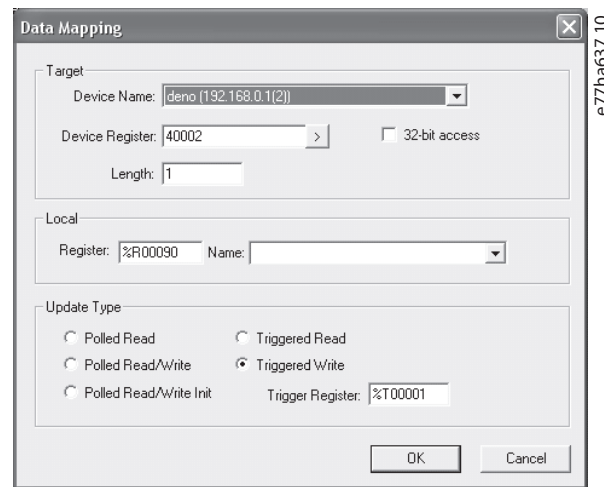 Data Mapping
Target
Device Name: deno (192.168.0.1(2))
Device Register: 40002 > 32-bit access
Length: 1
Local
Register: %R00090 Name:
Update Type
Polled Read Triggered Read
Polled Read/Write Triggered Write
Polled Read/Write Init Trigger Register: %T00001
OK Cancel
e77ha637.10